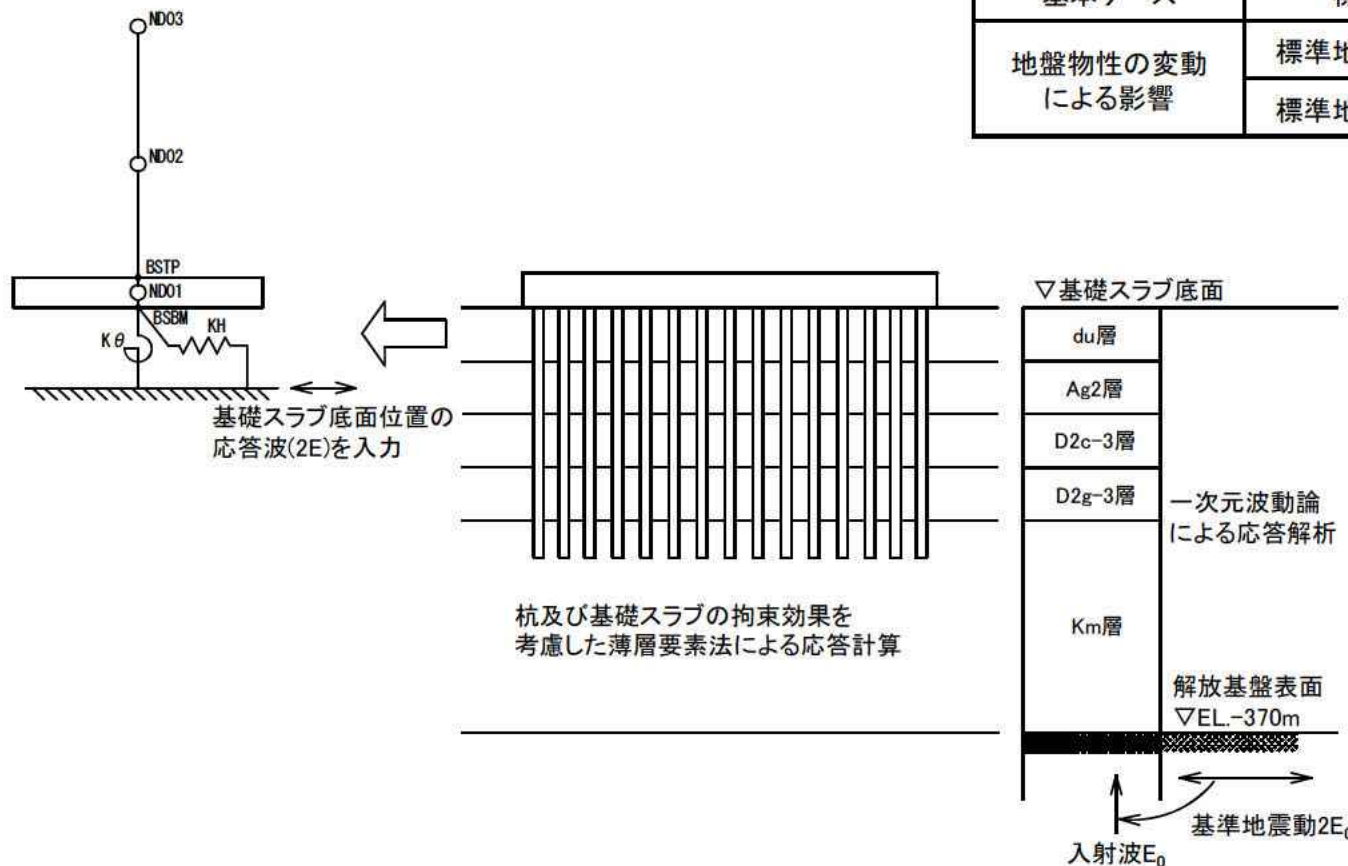 地盤物性の変動
による影響
標準地
標準地
ND03
ND02
BSTP
ND01
BSBM
KH
Kθ
基礎スラブ底面位置の
応答波(2E)を入力
杭及び基礎スラブの拘束効果を
考慮した薄層要素法による応答計算
▽基礎スラブ底面
du層
Ag2層
D2c-3層
D2g-3層
Km層
一次元波動論
による応答解析
解放基盤表面
▽EL.-370m
基準地震動2E₀
入射波E₀